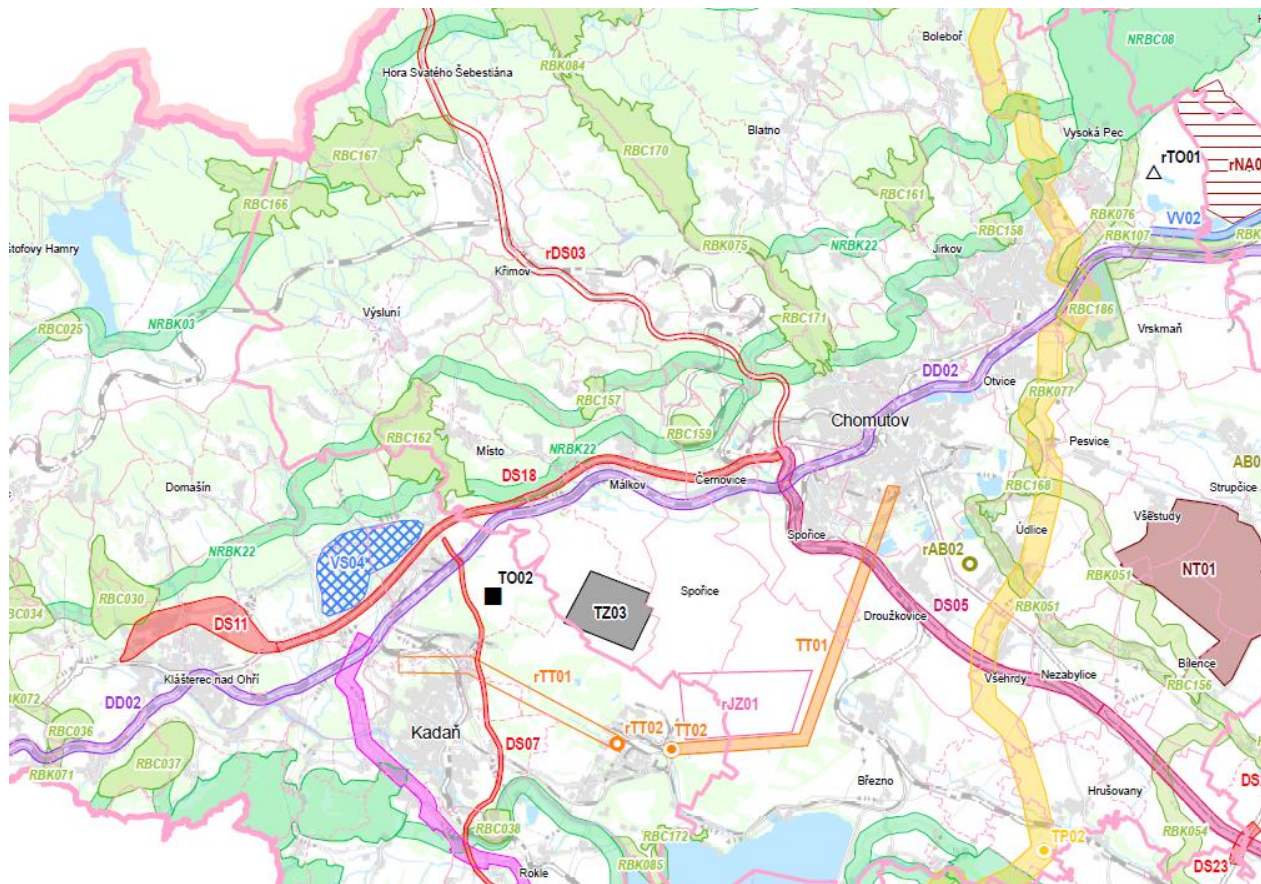 Boleboř
NRBC08
Hora Svatého Šebestiána
RBK084
Blatno
Vysoká Pec
rTO01
rNA0
RBC167
RBC170
RBC161
RBC166
RBK076
VV02
RBC158
RBK107
RBK
štofovy Hamry
RBK075
NRBK22
Jirkov
rDS03
Křimov
RBC186
Výsluní
RBC171
RBC025
NRBK03
Vrskmaň
DD02
Otvice
RBK077
RBC157
Chomutov
RBC159
RBC162
Místo
NRBK22
Pesvice
AB0
DS18
Málkov
Černovice
RBC168
Strupčice
Domašín
Všestudy
Spořice
Údlice
NRBK22
VS04
rAB02
RBK051
NT01
TO02
Spořice
RBC034
RBC030
TZ03
DS05
RBK051
DS11
Droužkovice
TT01
Bílence
Klášterec nad Ohří
Všehrdy
Nezabylice
RBC156
RBK072
rTT01
DD02
rJZ01
RBC036
Kadaň
rTT02
TT02
DS07
RBK071
RBC037
Březno
Hrušovany
DS2
RBC038
RBC172
TP02
RBK054
RBK085
DS23
Rokle